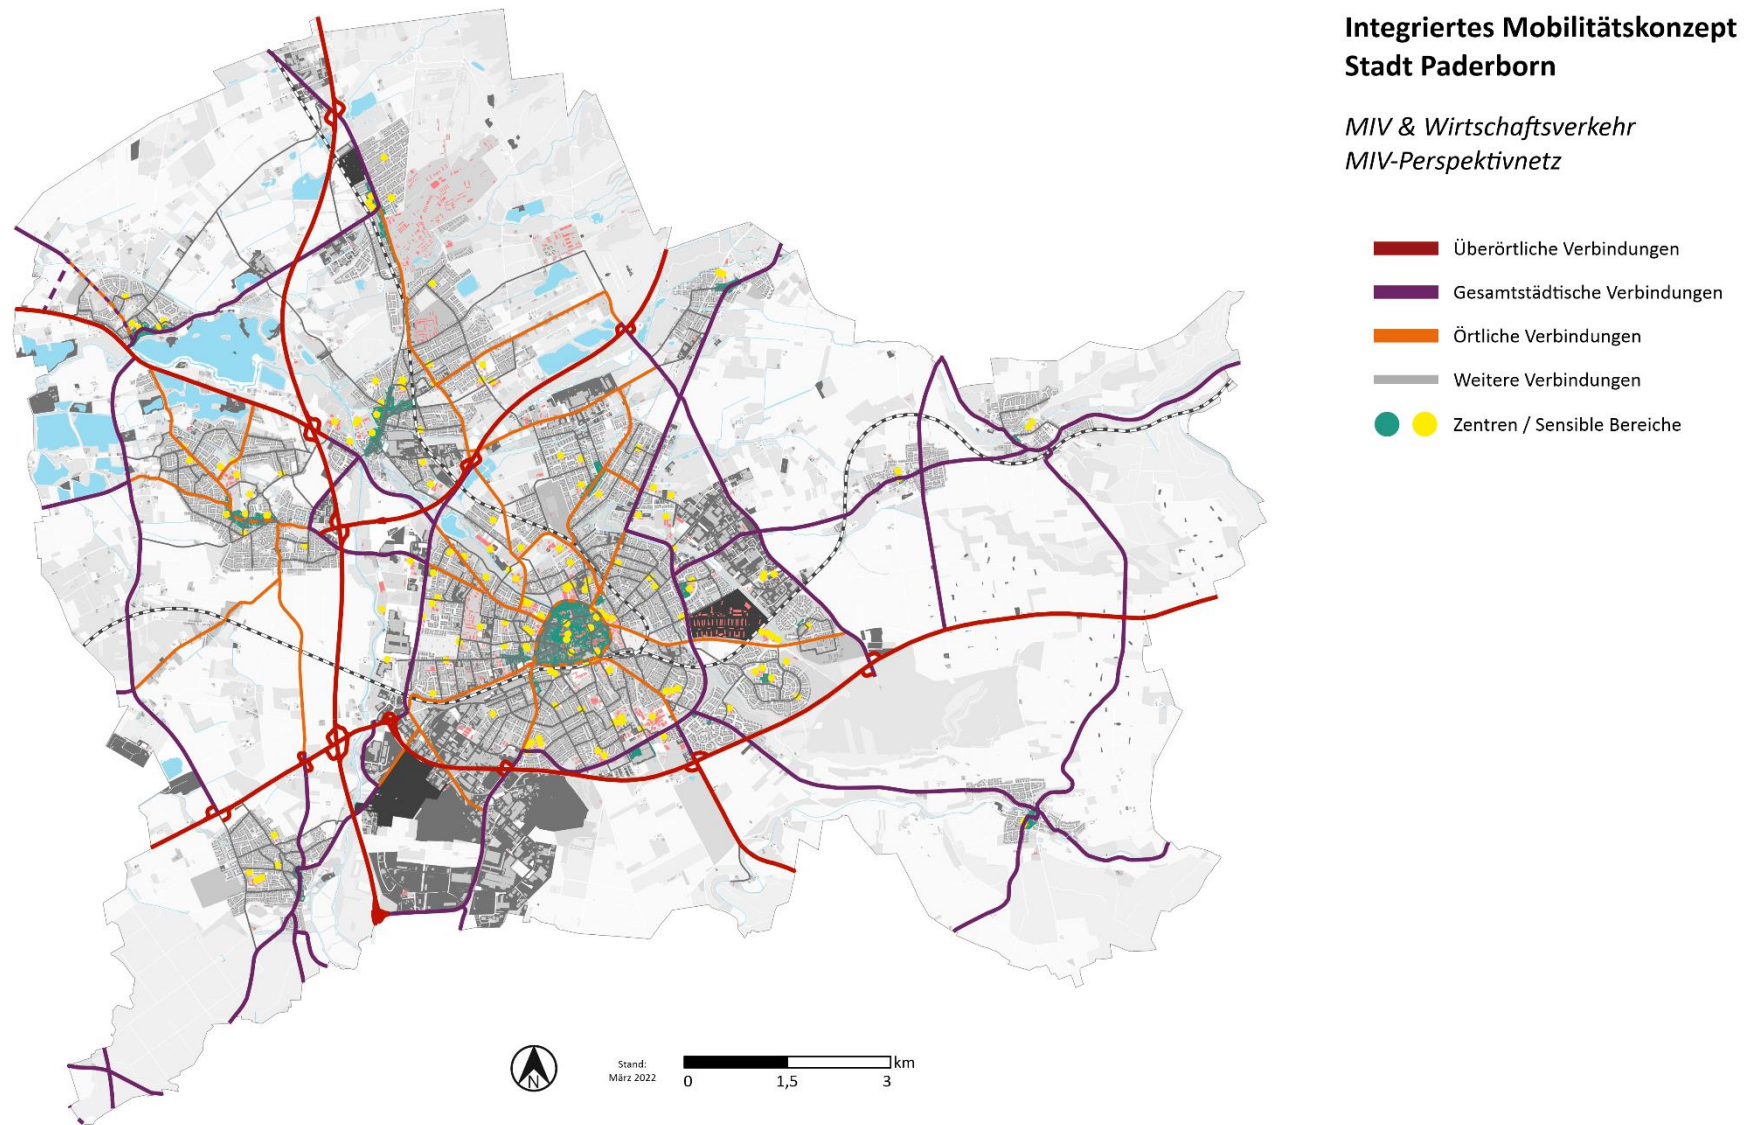 Integriertes Mobilitätskonzept
Stadt Paderborn
MIV & Wirtschaftsverkehr
MIV-Perspektivnetz
Überörtliche Verbindungen
Gesamtstädtische Verbindungen
Örtliche Verbindungen
Weitere Verbindungen
Zentren / Sensible Bereiche
N
Stand:
März 2022
km
0 1,5 3